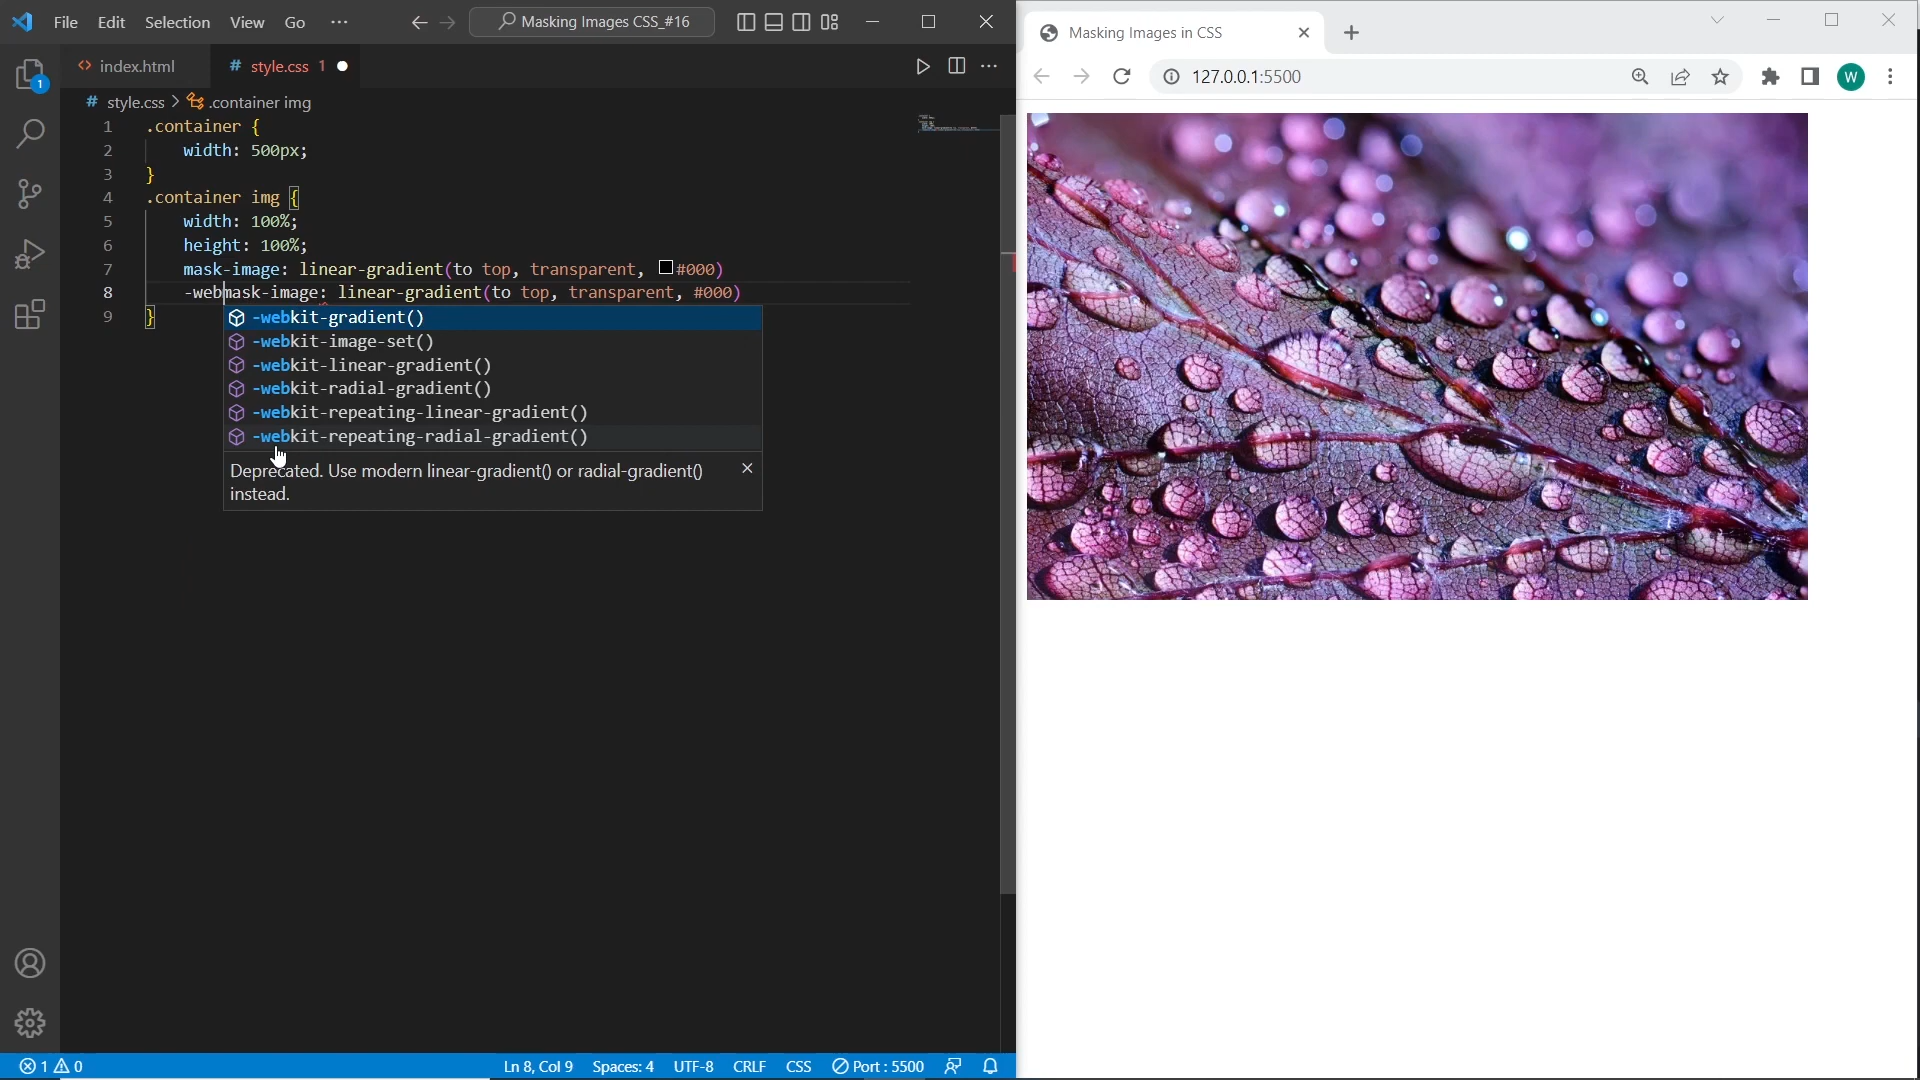 File Edit Selection View Go ··· Masking Images CSS_#16
index.html # style.css 1
# style.css > .container img
1 .container {
2 width: 500px;
3 }
4 .container img {
5 width: 100%;
6 height: 100%;
7 mask-image: linear-gradient(to top, transparent, #000)
8 -webmask-image: linear-gradient(to top, transparent, #000)
9 }
-webkit-gradient()
-webkit-image-set()
-webkit-linear-gradient()
-webkit-radial-gradient()
-webkit-repeating-linear-gradient()
-webkit-repeating-radial-gradient()
Deprecated. Use modern linear-gradient() or radial-gradient()
instead.
1
1 0 Ln 8, Col 9 Spaces: 4 UTF-8 CRLF CSS Port : 5500
Masking Images in CSS
127.0.0.1:5500
W